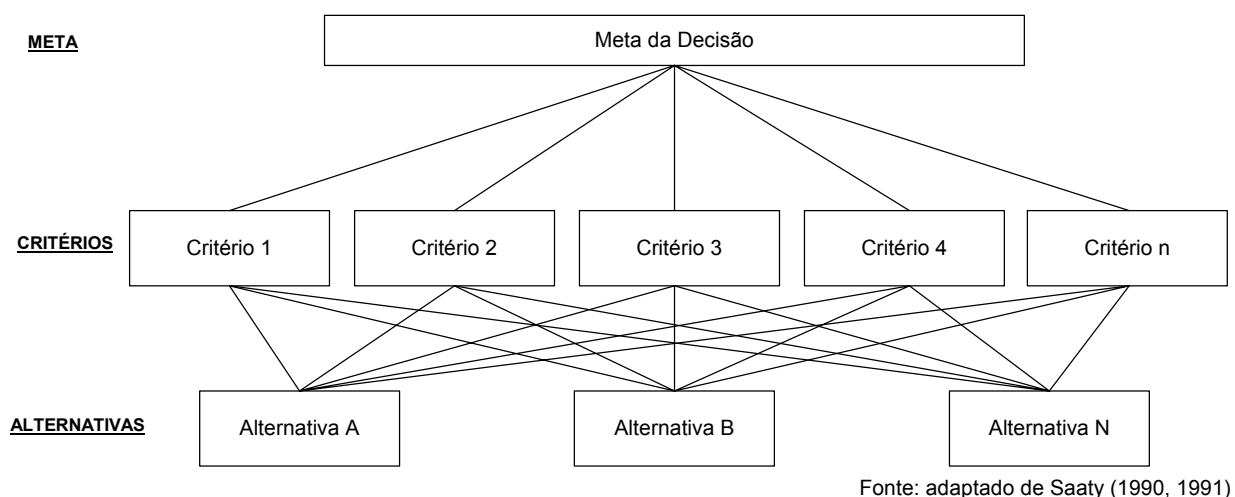 META
Meta da Decisão
CRITÉRIOS
Critério 1
Critério 2
Critério 3
Critério 4
Critério n
ALTERNATIVAS
Alternativa A
Alternativa B
Alternativa N
Fonte: adaptado de Saaty (1990, 1991)